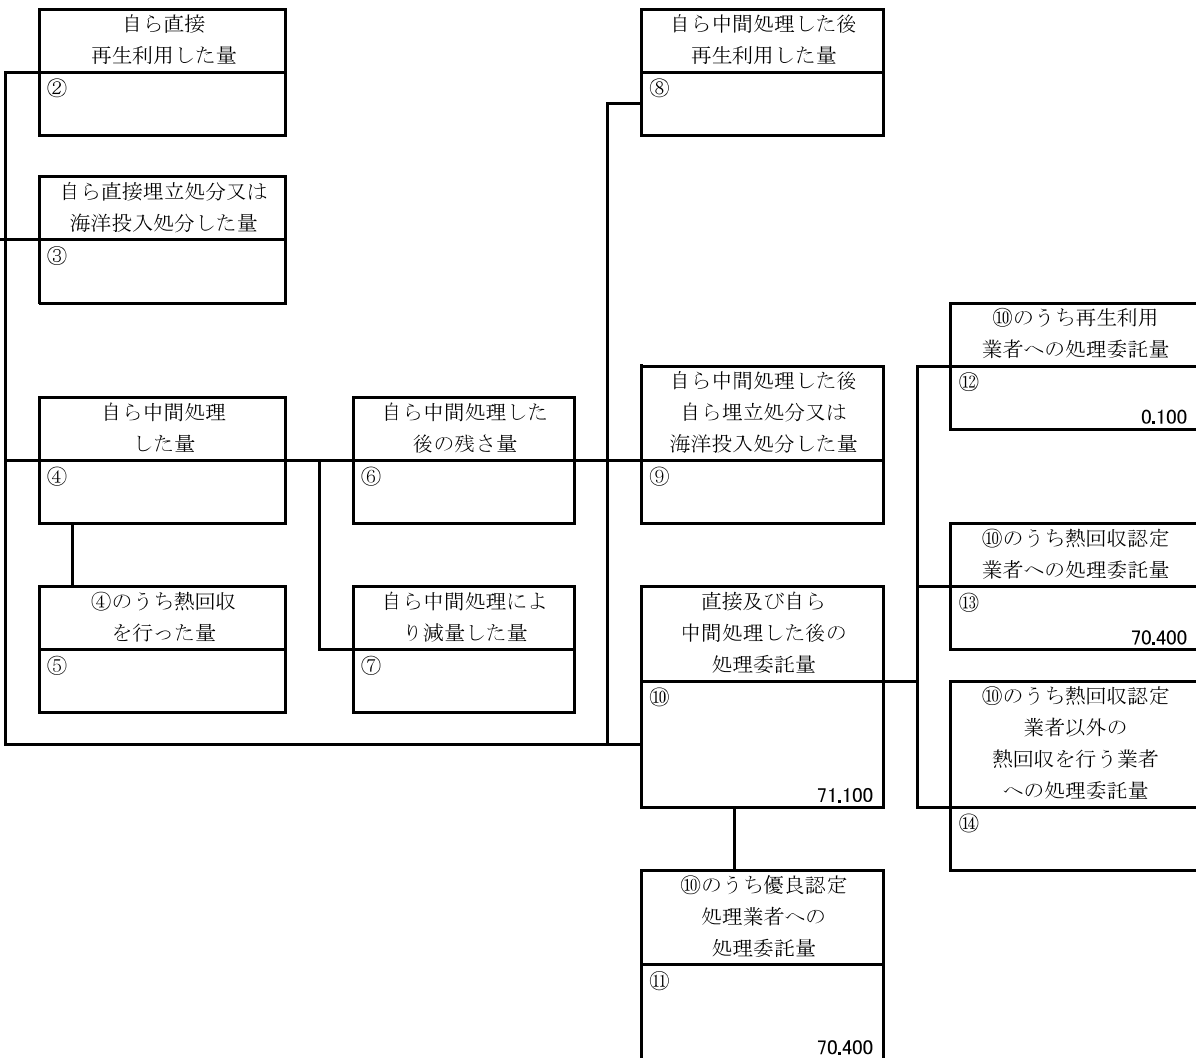 自ら直接
再生利用した量
②
自ら中間処理した後
再生利用した量
⑧
自ら直接埋立処分又は
海洋投入処分した量
③
⑩のうち再生利用
業者への処理委託量
⑫
0.100
自ら中間処理
した量
④
自ら中間処理した
後の残さ量
⑥
自ら中間処理した後
自ら埋立処分又は
海洋投入処分した量
⑨
⑩のうち熱回収認定
業者への処理委託量
⑬
70.400
④のうち熱回収
を行った量
⑤
自ら中間処理によ
り減量した量
⑦
直接及び自ら
中間処理した後の
処理委託量
⑩
71.100
⑩のうち熱回収認定
業者以外の
熱回収を行う業者
への処理委託量
⑭
⑩のうち優良認定
処理業者への
処理委託量
⑪
70.400